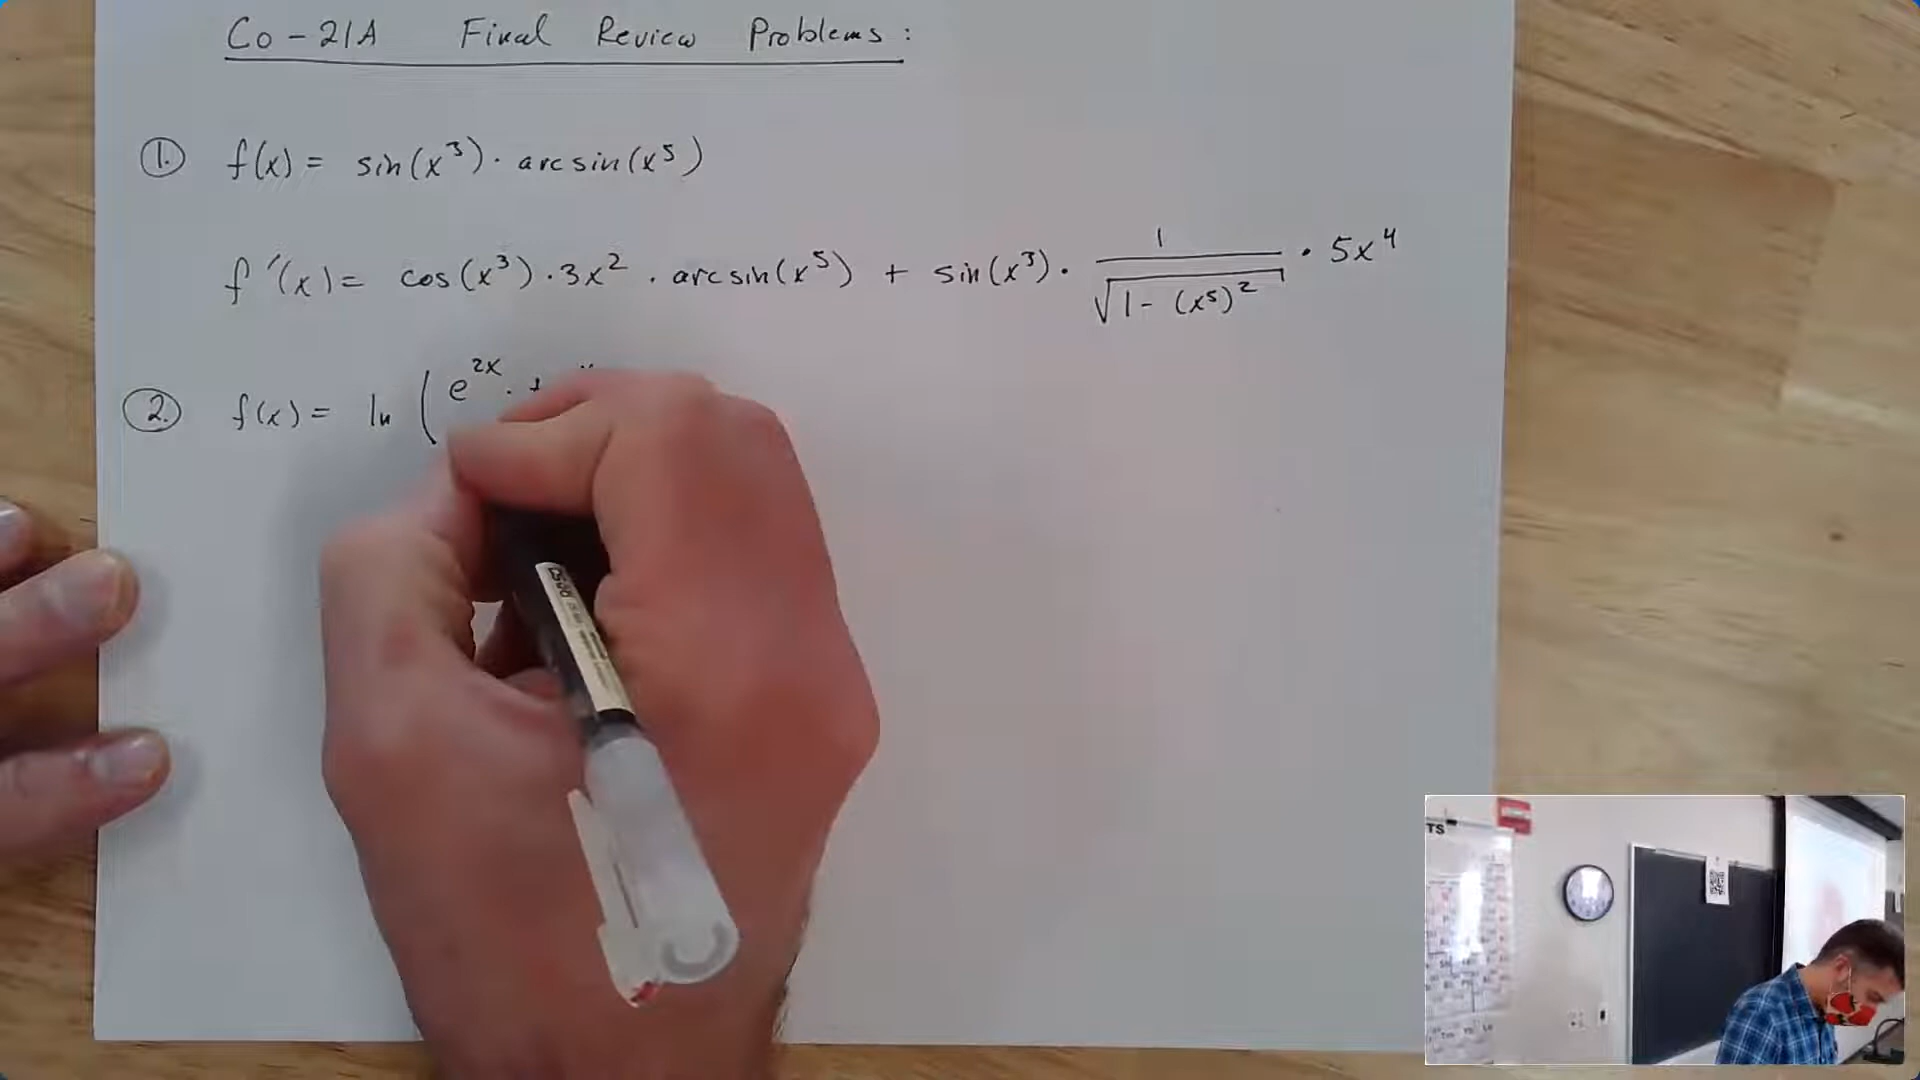 Co-21A Final Review Problems:
1. f(x) = sin(x³) · arcsin(x⁵)
f'(x) = cos(x³) · 3x² · arcsin(x⁵) + sin(x³) · 1/√(1 - (x⁵)²) · 5x⁴
2. f(x) = ln (e²ˣ ·
TS